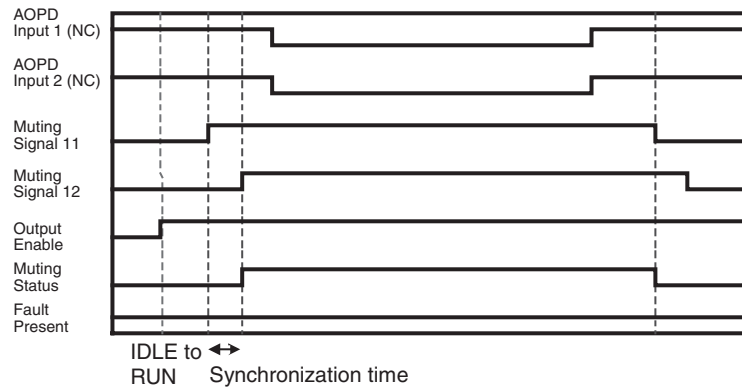 AOPD
Input 1 (NC)
AOPD
Input 2 (NC)
Muting
Signal 11
Muting
Signal 12
Output
Enable
Muting
Status
Fault
Present
IDLE to
RUN
Synchronization time